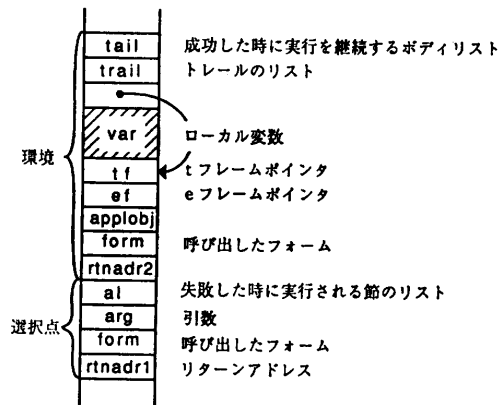 tail 成功した時に実行を継続するボディリスト
trail トレールのリスト
var ローカル変数
環境
tf tフレームポインタ
ef eフレームポインタ
applobj
form 呼び出したフォーム
rtnadr2
al 失敗した時に実行される節のリスト
選択点
arg 引数
form 呼び出したフォーム
rtnadr1 リターンアドレス